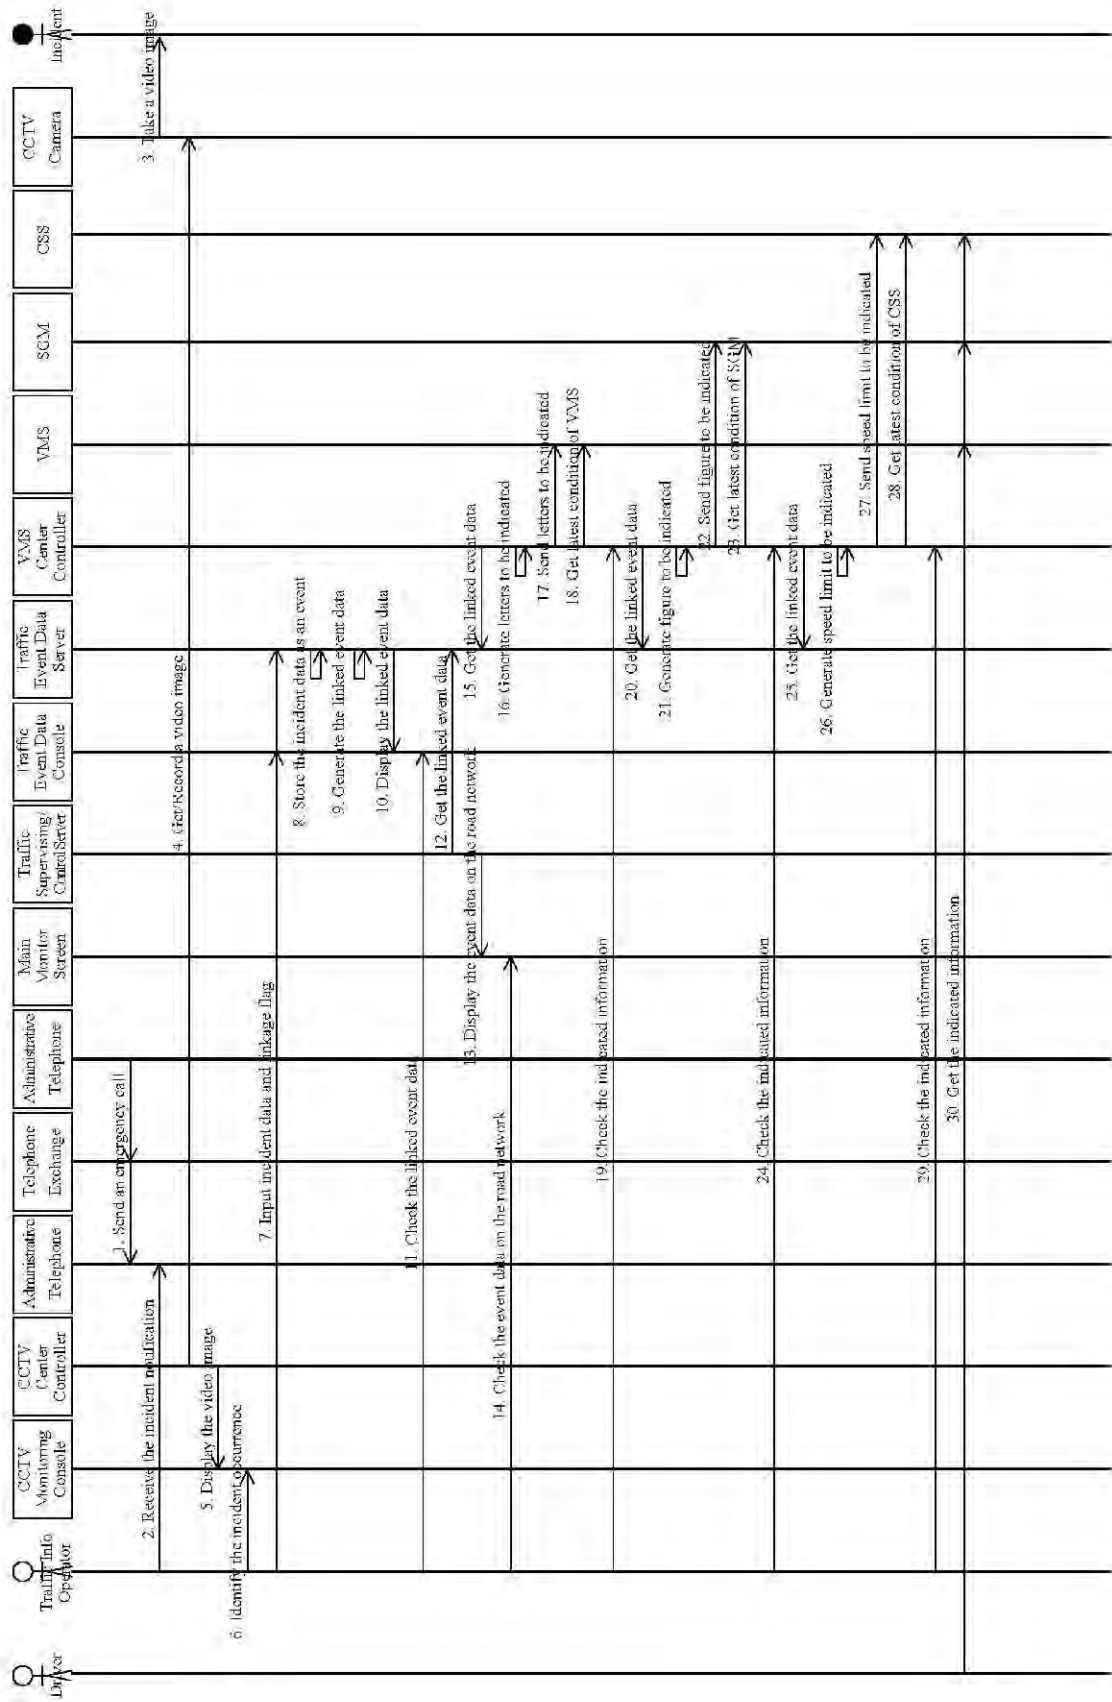 Driver
Traffic Info
Operator
CCTV
Monitoring
Console
CCTV
Center
Controller
Administrative
Telephone
Telephone
Exchange
Administrative
Telephone
Main
Monitor
Screen
Traffic
Supervising/
Control Server
Traffic
Event Data
Console
Traffic
Event Data
Server
VMS
Center
Controller
VMS
SGM
CSS
CCTV
Camera
Incident
1. Send an emergency call
2. Receive the incident notification
3. Take a video image
4. Get/Record a video image
5. Display the video image
6. Identify the incident occurrence
7. Input incident data and linkage flag
8. Store the incident data as an event
9. Generate the linked event data
10. Display the linked event data
11. Check the linked event data
12. Get the linked event data
13. Display the event data on the road network
14. Check the event data on the road network
15. Get the linked event data
16. Generate letters to be indicated
17. Send letters to be indicated
18. Get latest condition of VMS
19. Check the indicated information
20. Get the linked event data
21. Generate figure to be indicated
22. Send figure to be indicated
23. Get latest condition of SGM
24. Check the indicated information
25. Get the linked event data
26. Generate speed limit to be indicated
27. Send speed limit to be indicated
28. Get latest condition of CSS
29. Check the indicated information
30. Get the indicated information